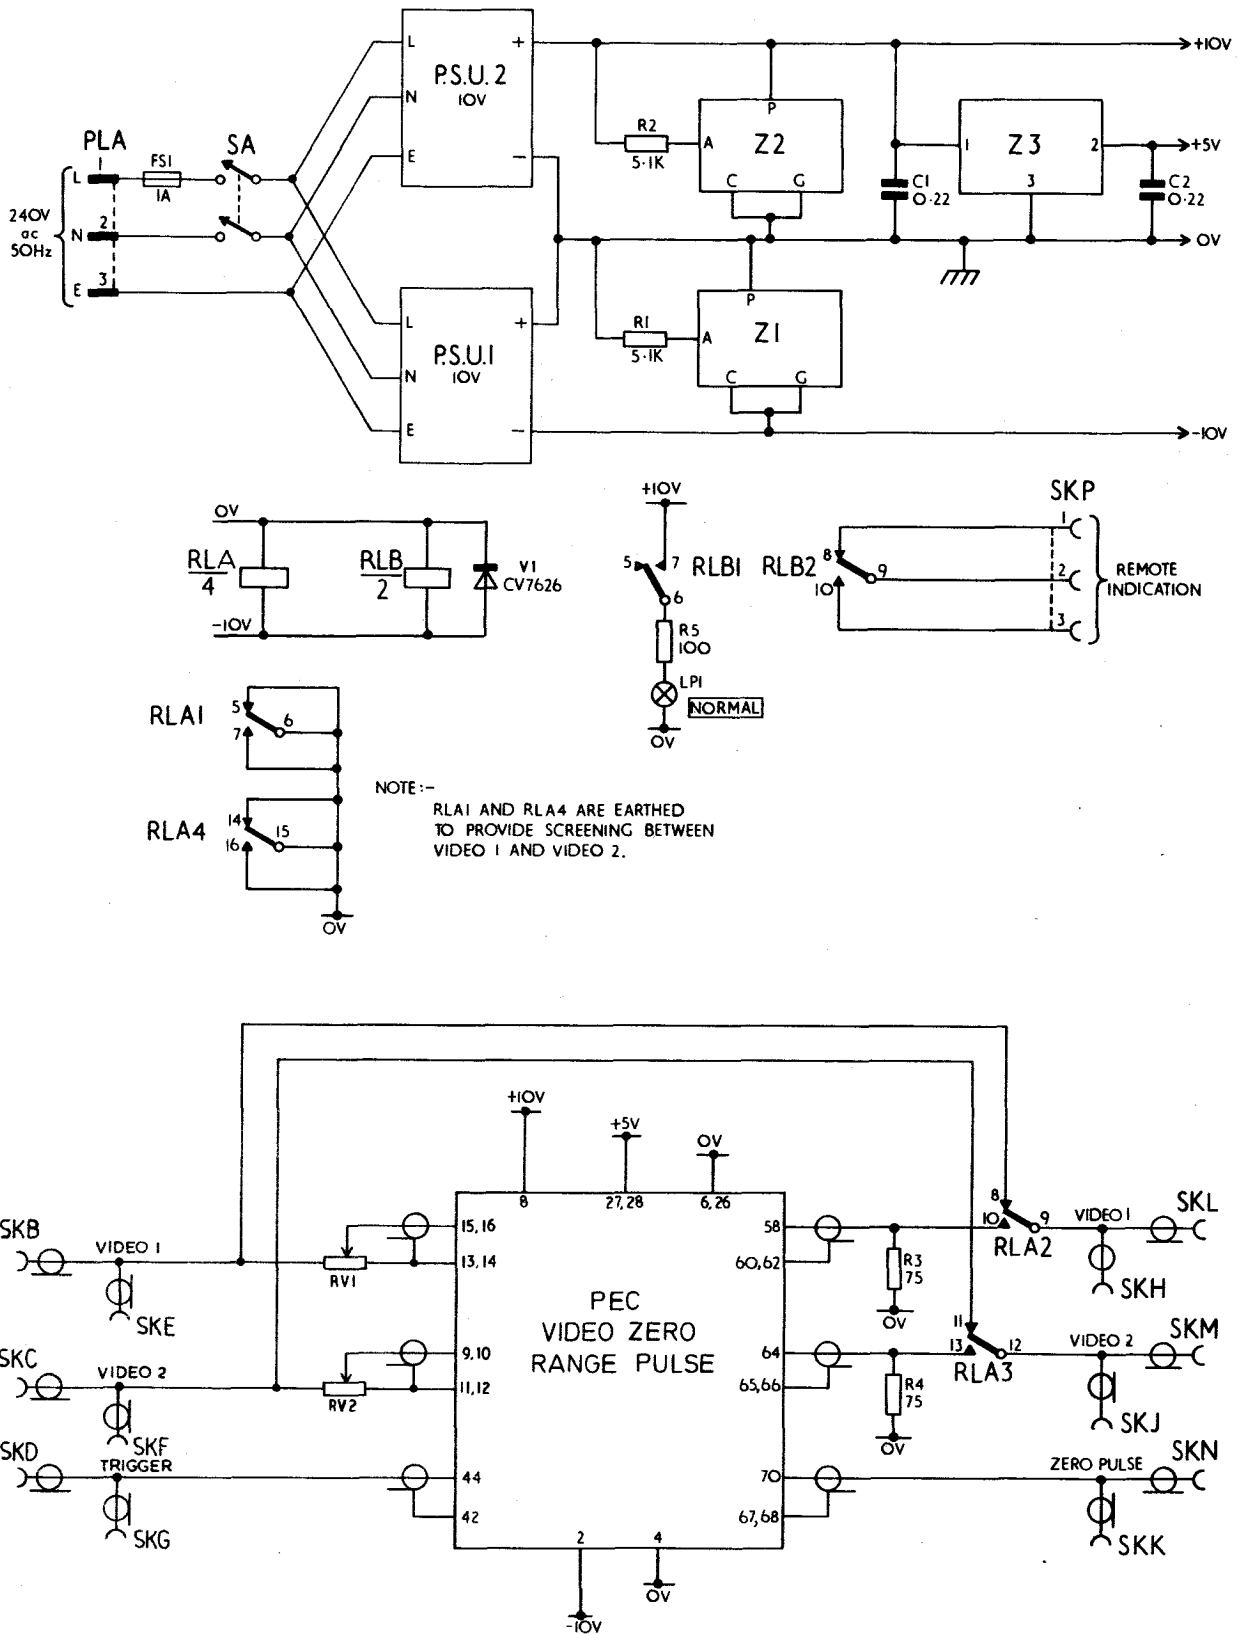 L
+
+10V
P.S.U. 2
10V
N
E
-
PLA
1
L
FS1
1A
SA
240V
ac
50Hz
N
2
E
3
R2
5·1K
P
A
Z2
C
G
C1
0·22
1
Z3
2
3
+5V
C2
0·22
0V
L
+
P.S.U.1
10V
N
E
-
R1
5·1K
P
A
Z1
C
G
-10V
0V
RLA
4
RLB
2
V1
CV7626
-10V
+10V
5
7
RLB1
6
R5
100
LP1
NORMAL
0V
RLB2
8
9
10
SKP
1
2
3
REMOTE
INDICATION
RLA1
5
6
7
RLA4
14
15
16
0V
NOTE:-
RLA1 AND RLA4 ARE EARTHED
TO PROVIDE SCREENING BETWEEN
VIDEO 1 AND VIDEO 2.
+10V
+5V
0V
8
27,28
6,26
SKB
VIDEO 1
SKE
RV1
15,16
13,14
SKC
VIDEO 2
SKF
RV2
9,10
11,12
SKD
TRIGGER
SKG
44
42
PEC
VIDEO ZERO
RANGE PULSE
58
60,62
64
65,66
70
67,68
2
4
-10V
0V
R3
75
0V
8
10
9
RLA2
VIDEO 1
SKL
SKH
R4
75
0V
11
13
12
RLA3
VIDEO 2
SKM
SKJ
ZERO PULSE
SKN
SKK